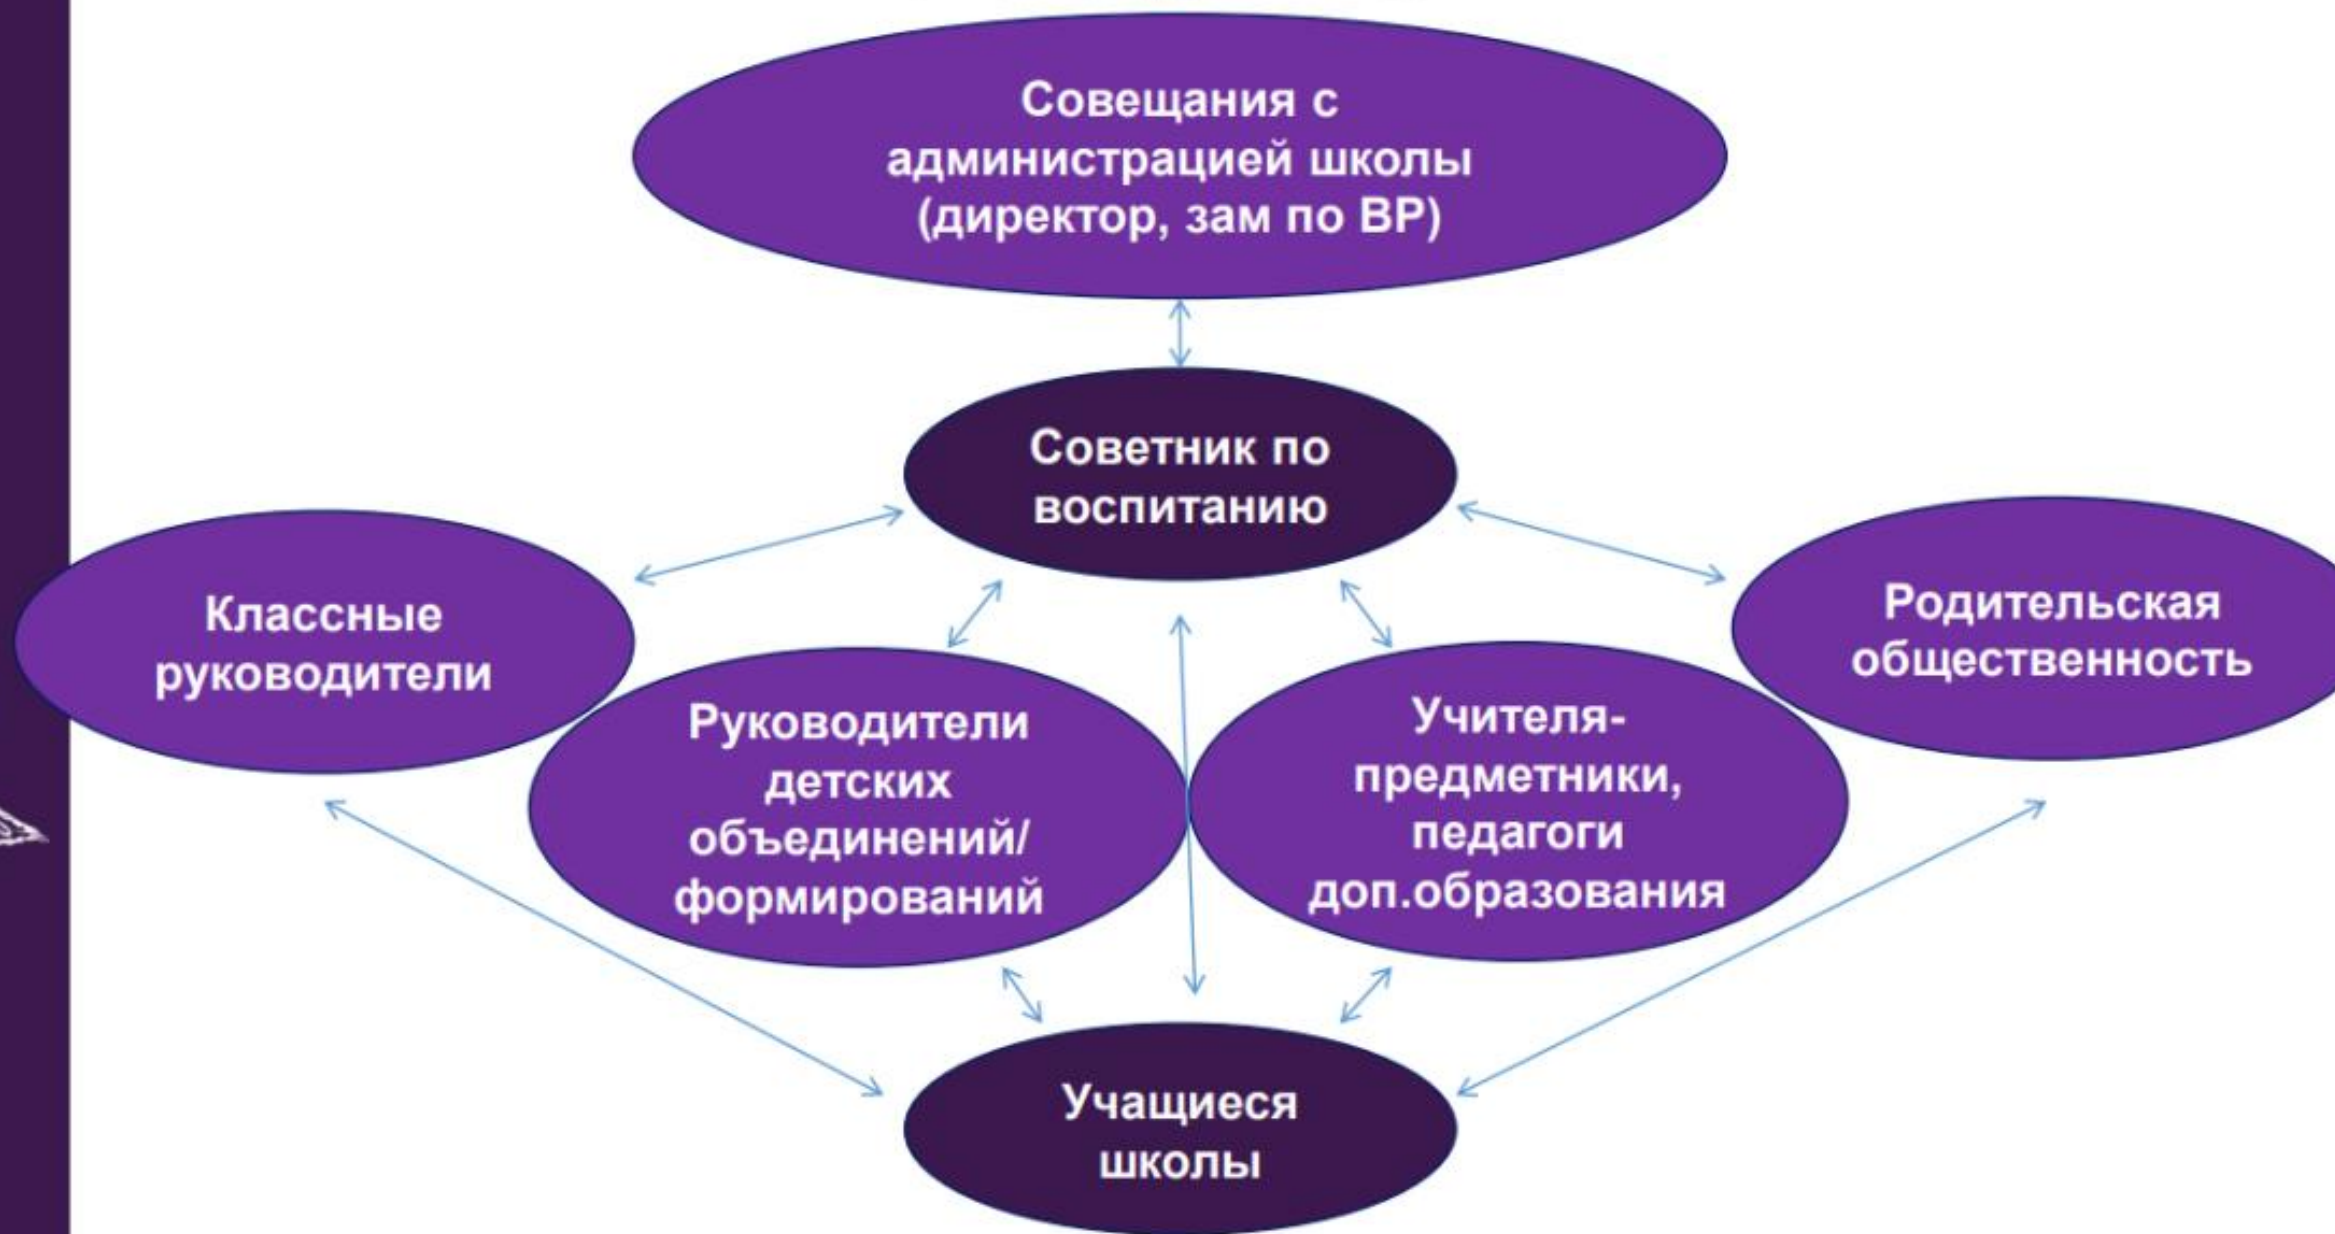 Совещания с
администрацией школы
(директор, зам по ВР)
Советник по
воспитанию
Классные
руководители
Руководители
детских
объединений/
формирований
Учителя-
предметники,
педагоги
доп.образования
Родительская
общественность
Учащиеся
школы